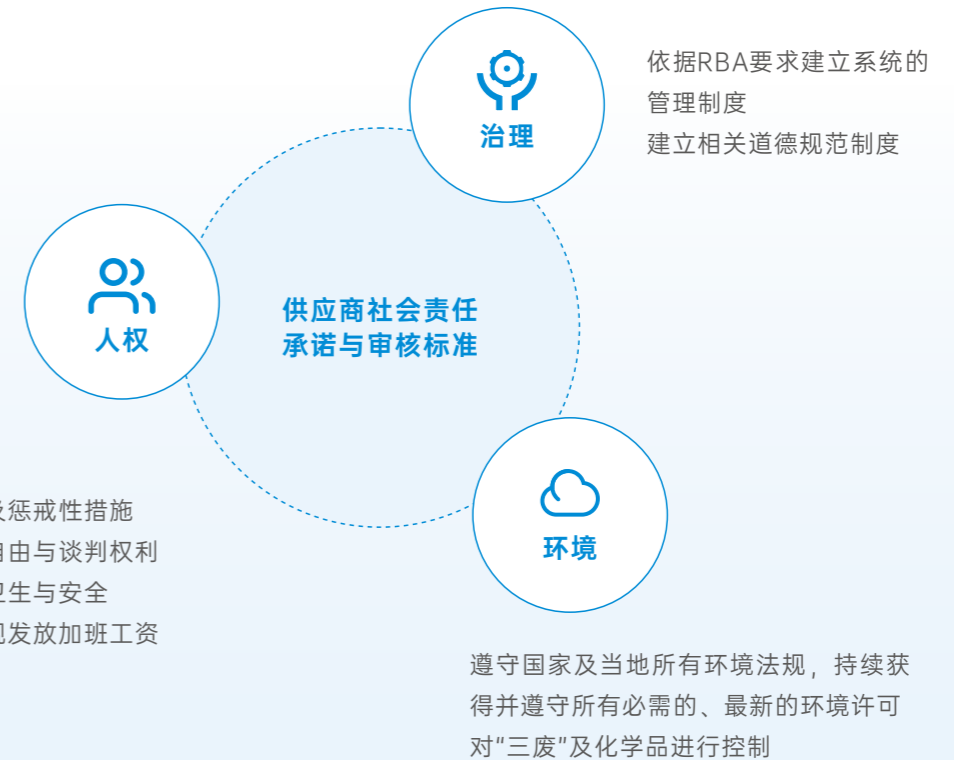 依据RBA要求建立系统的
管理制度
建立相关道德规范制度
治理
人权
供应商社会责任
承诺与审核标准
惩戒性措施
自由与谈判权利
卫生与安全
发放加班工资
环境
遵守国家及当地所有环境法规，持续获
得并遵守所有必需的、最新的环境许可
对“三废”及化学品进行控制